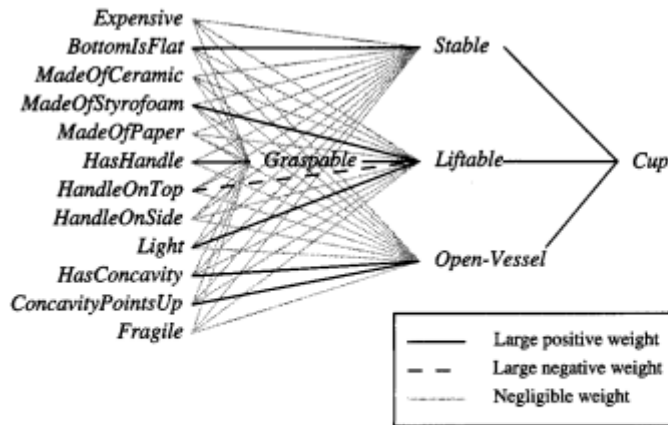 Expensive
BottomIsFlat
MadeOfCeramic
MadeOfStyrofoam
MadeOfPaper
HasHandle
HandleOnTop
HandleOnSide
Light
HasConcavity
ConcavityPointsUp
Fragile
Graspable
Stable
Liftable
Open-Vessel
Cup
Large positive weight
Large negative weight
Negligible weight